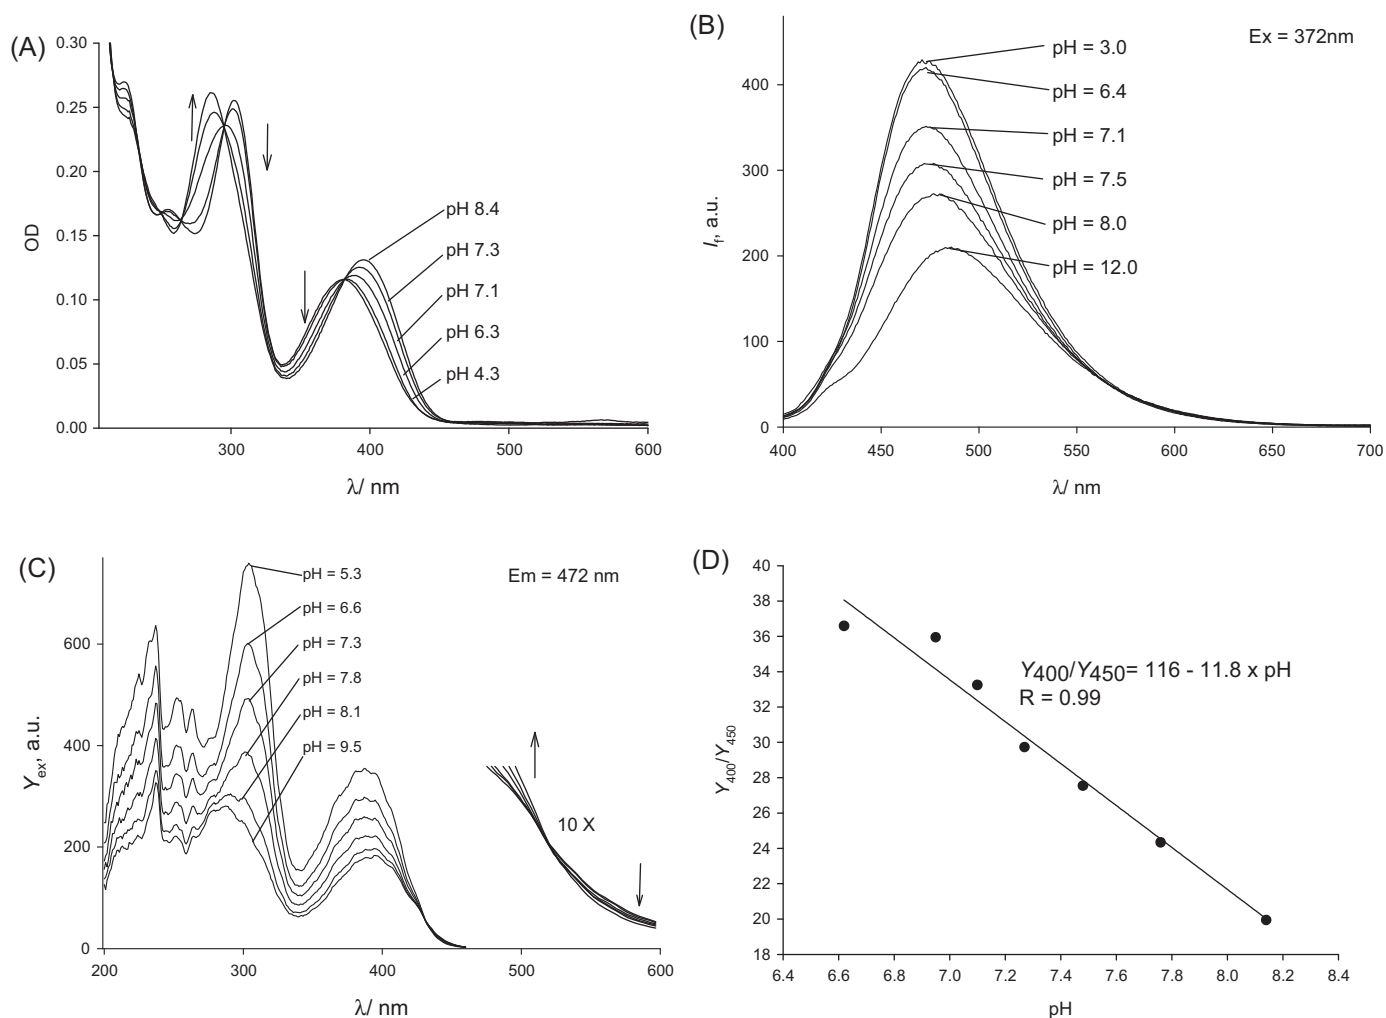 (A)
0.30
0.25
0.20
0.15
0.10
0.05
0.00
OD
pH 8.4
pH 7.3
pH 7.1
pH 6.3
pH 4.3
300
400
500
600
λ/ nm
(B)
Ex = 372nm
400
300
200
100
0
I_f, a.u.
pH = 3.0
pH = 6.4
pH = 7.1
pH = 7.5
pH = 8.0
pH = 12.0
400
450
500
550
600
650
700
λ/ nm
(C)
Em = 472 nm
600
400
200
0
Y_ex, a.u.
pH = 5.3
pH = 6.6
pH = 7.3
pH = 7.8
pH = 8.1
pH = 9.5
10 X
200
300
400
500
600
λ/ nm
(D)
40
38
36
34
32
30
28
26
24
22
20
18
Y400/Y450
Y400/Y450= 116 - 11.8 x pH
R = 0.99
6.4
6.6
6.8
7.0
7.2
7.4
7.6
7.8
8.0
8.2
8.4
pH